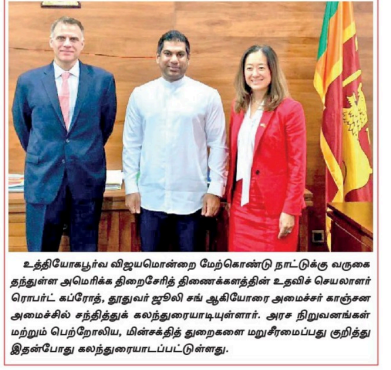 உத்தியோகபூர்வ விஜயமொன்றை மேற்கொண்டு நாட்டுக்கு வருகை
தந்துள்ள அமெரிக்க திறைசேரித் திணைக்களத்தின் உதவிச் செயலாளர்
ரொபர்ட் கப்ரோத், தூதுவர் ஜூலி சங் ஆகியோரை அமைச்சர் காஞ்சன
அமைச்சில் சந்தித்துக் கலந்துரையாடியுள்ளார். அரச நிறுவனங்கள்
மற்றும் பெற்றோலிய, மின்சக்தித் துறைகளை மறுசீரமைப்பது குறித்து
இதன்போது கலந்துரையாடப்பட்டுள்ளது.